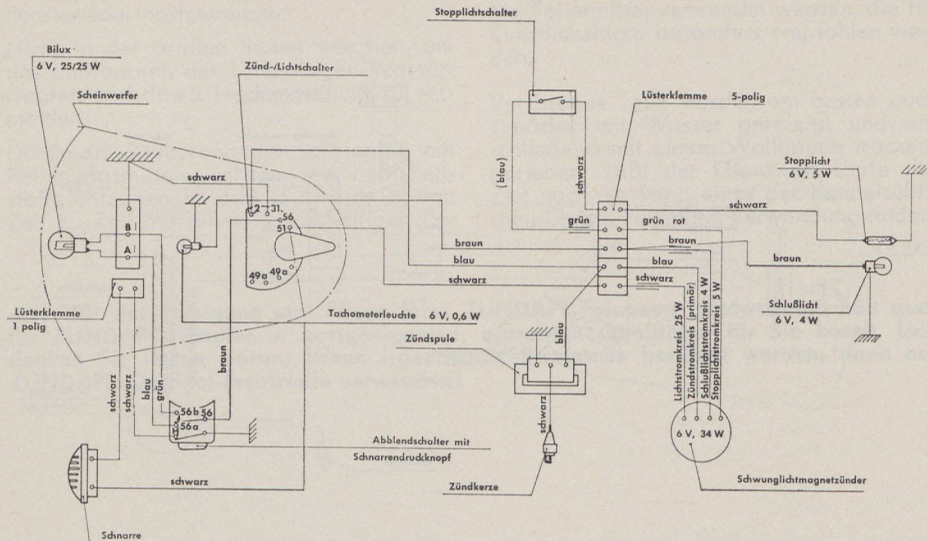 Stopplichtschalter
Bilux
6 V, 25/25 W
Zünd-/Lichtschalter
Scheinwerfer
Lüsterklemme 5-polig
Stopplicht
6 V, 5 W
(blau)
schwarz
schwarz
2 31
56
51
B
A
49a
49a
schwarz
grün
grün
rot
braun
braun
braun
blau
blau
schwarz
schwarz
Lüsterklemme
1 polig
Tachometerleuchte 6 V, 0,6 W
Zündspule
blau
schwarz
Schlußlicht
6 V, 4 W
Lichtstromkreis 25 W
Zündstromkreis (primär)
Schlußlichtstromkreis 4 W
Stopplichtstromkreis 5 W
schwarz
schwarz
blau
grün
braun
56b 56
56a
6 V, 34 W
Abblendschalter mit
Schnarrendruckknopf
schwarz
Zündkerze
Schwunglichtmagnetzünder
Schnarre